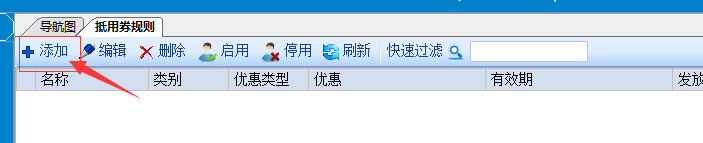 导航图 抵用券规则
添加 编辑 删除 启用 停用 刷新 快速过滤
名称 类别 优惠类型 优惠 有效期 发放